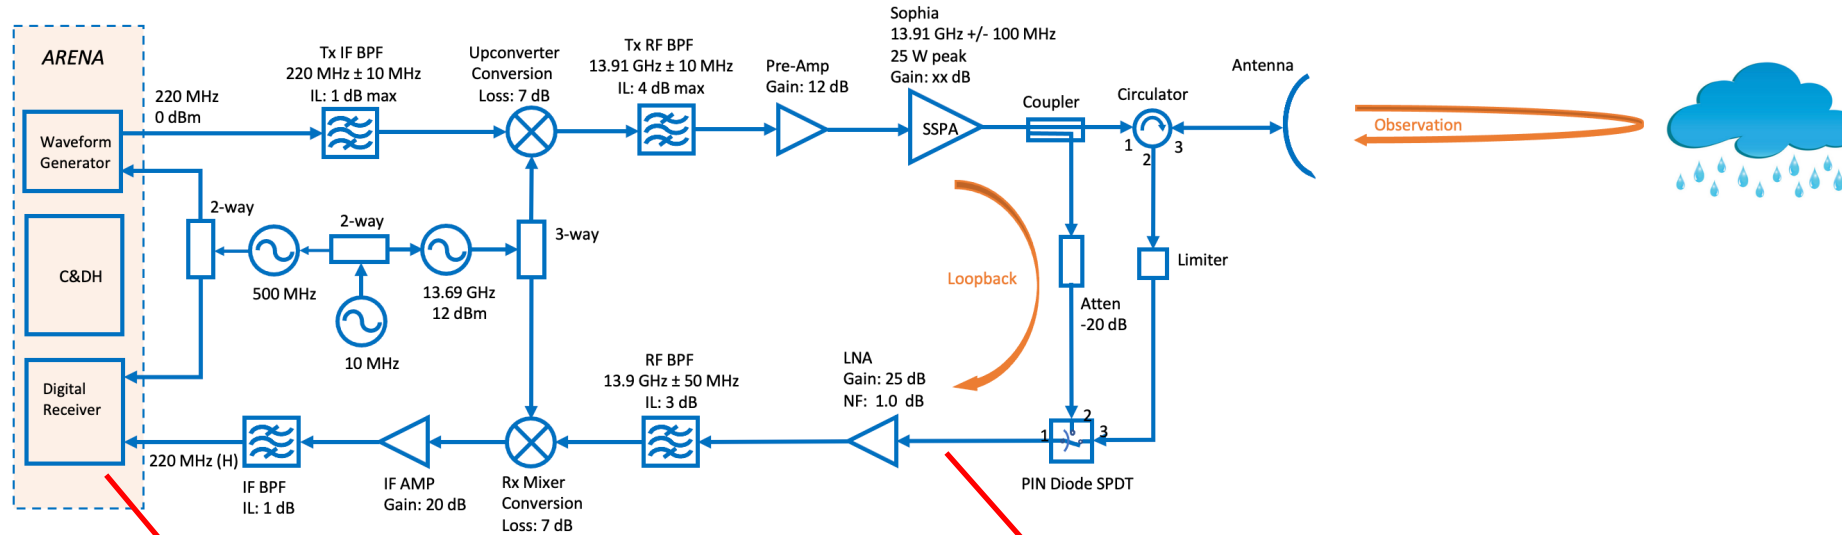 ARENA
Waveform
Generator
C&DH
Digital
Receiver
220 MHz
0 dBm
Tx IF BPF
220 MHz ± 10 MHz
IL: 1 dB max
Upconverter
Conversion
Loss: 7 dB
Tx RF BPF
13.91 GHz ± 10 MHz
IL: 4 dB max
Pre-Amp
Gain: 12 dB
Sophia
13.91 GHz +/- 100 MHz
25 W peak
Gain: xx dB
SSPA
Coupler
Circulator
1
2
3
Antenna
Observation
2-way
500 MHz
2-way
10 MHz
13.69 GHz
12 dBm
3-way
Loopback
Atten
-20 dB
Limiter
220 MHz (H)
IF BPF
IL: 1 dB
IF AMP
Gain: 20 dB
Rx Mixer
Conversion
Loss: 7 dB
RF BPF
13.9 GHz ± 50 MHz
IL: 3 dB
LNA
Gain: 25 dB
NF: 1.0 dB
1
2
3
PIN Diode SPDT